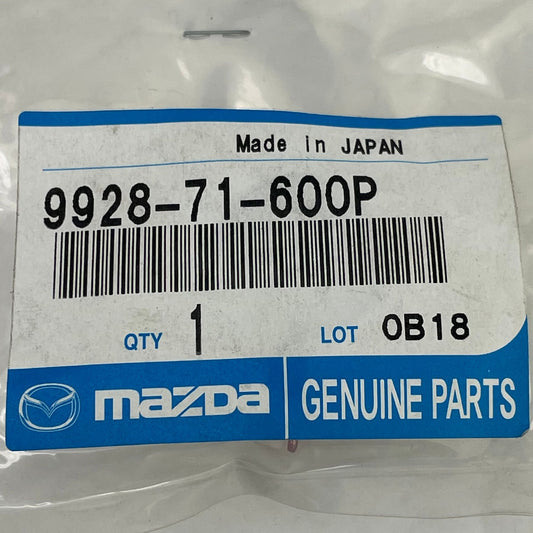 Made in JAPAN
9928-71-600P
QTY 1 LOT 0B18
mazda GENUINE PARTS